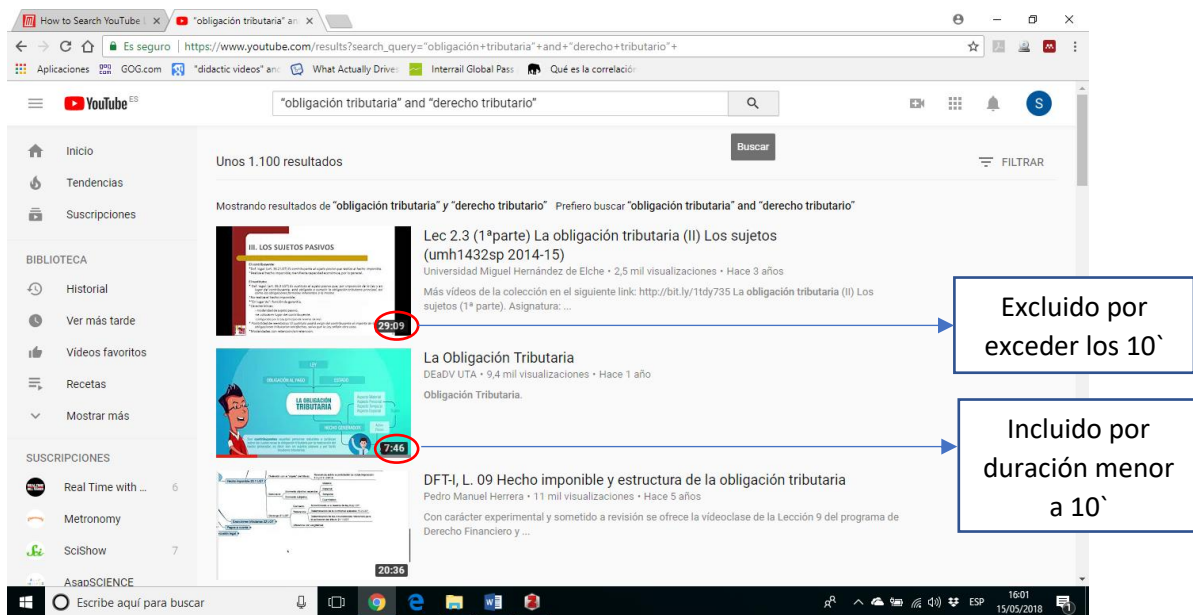 How to Search YouTube
"obligación tributaria" an
Es seguro
https://www.youtube.com/results?search_query="obligación+tributaria"+and+"derecho+tributario"+
Aplicaciones
GOG.com
"didactic videos" and
What Actually Drives
Interrail Global Pass
Qué es la correlación
YouTube ES
"obligación tributaria" and "derecho tributario"
S
Buscar
Inicio
Tendencias
Suscripciones
BIBLIOTECA
Historial
Ver más tarde
Vídeos favoritos
Recetas
Mostrar más
SUSCRIPCIONES
Real Time with ... 6
Metronomy
SciShow 7
AsapSCIENCE
Unos 1.100 resultados
FILTRAR
Mostrando resultados de "obligación tributaria" y "derecho tributario" Prefiero buscar "obligación tributaria" and "derecho tributario"
III. LOS SUJETOS PASIVOS
29:09
Lec 2.3 (1ªparte) La obligación tributaria (II) Los sujetos
(umh1432sp 2014-15)
Universidad Miguel Hernández de Elche • 2,5 mil visualizaciones • Hace 3 años
Más vídeos de la colección en el siguiente link: http://bit.ly/1tdy735 La obligación tributaria (II) Los
sujetos (1ª parte). Asignatura: ...
Excluido por
exceder los 10`
LEY
LA OBLIGACIÓN
TRIBUTARIA
7:46
La Obligación Tributaria
DEaDV UTA • 9,4 mil visualizaciones • Hace 1 año
Obligación Tributaria.
Incluido por
duración menor
a 10`
20:36
DFT-I, L. 09 Hecho imponible y estructura de la obligación tributaria
Pedro Manuel Herrera • 11 mil visualizaciones • Hace 5 años
Con carácter experimental y sometido a revisión se ofrece la vídeoclase de la Lección 9 del programa de
Derecho Financiero y ...
Escribe aquí para buscar
ESP
16:01
15/05/2018